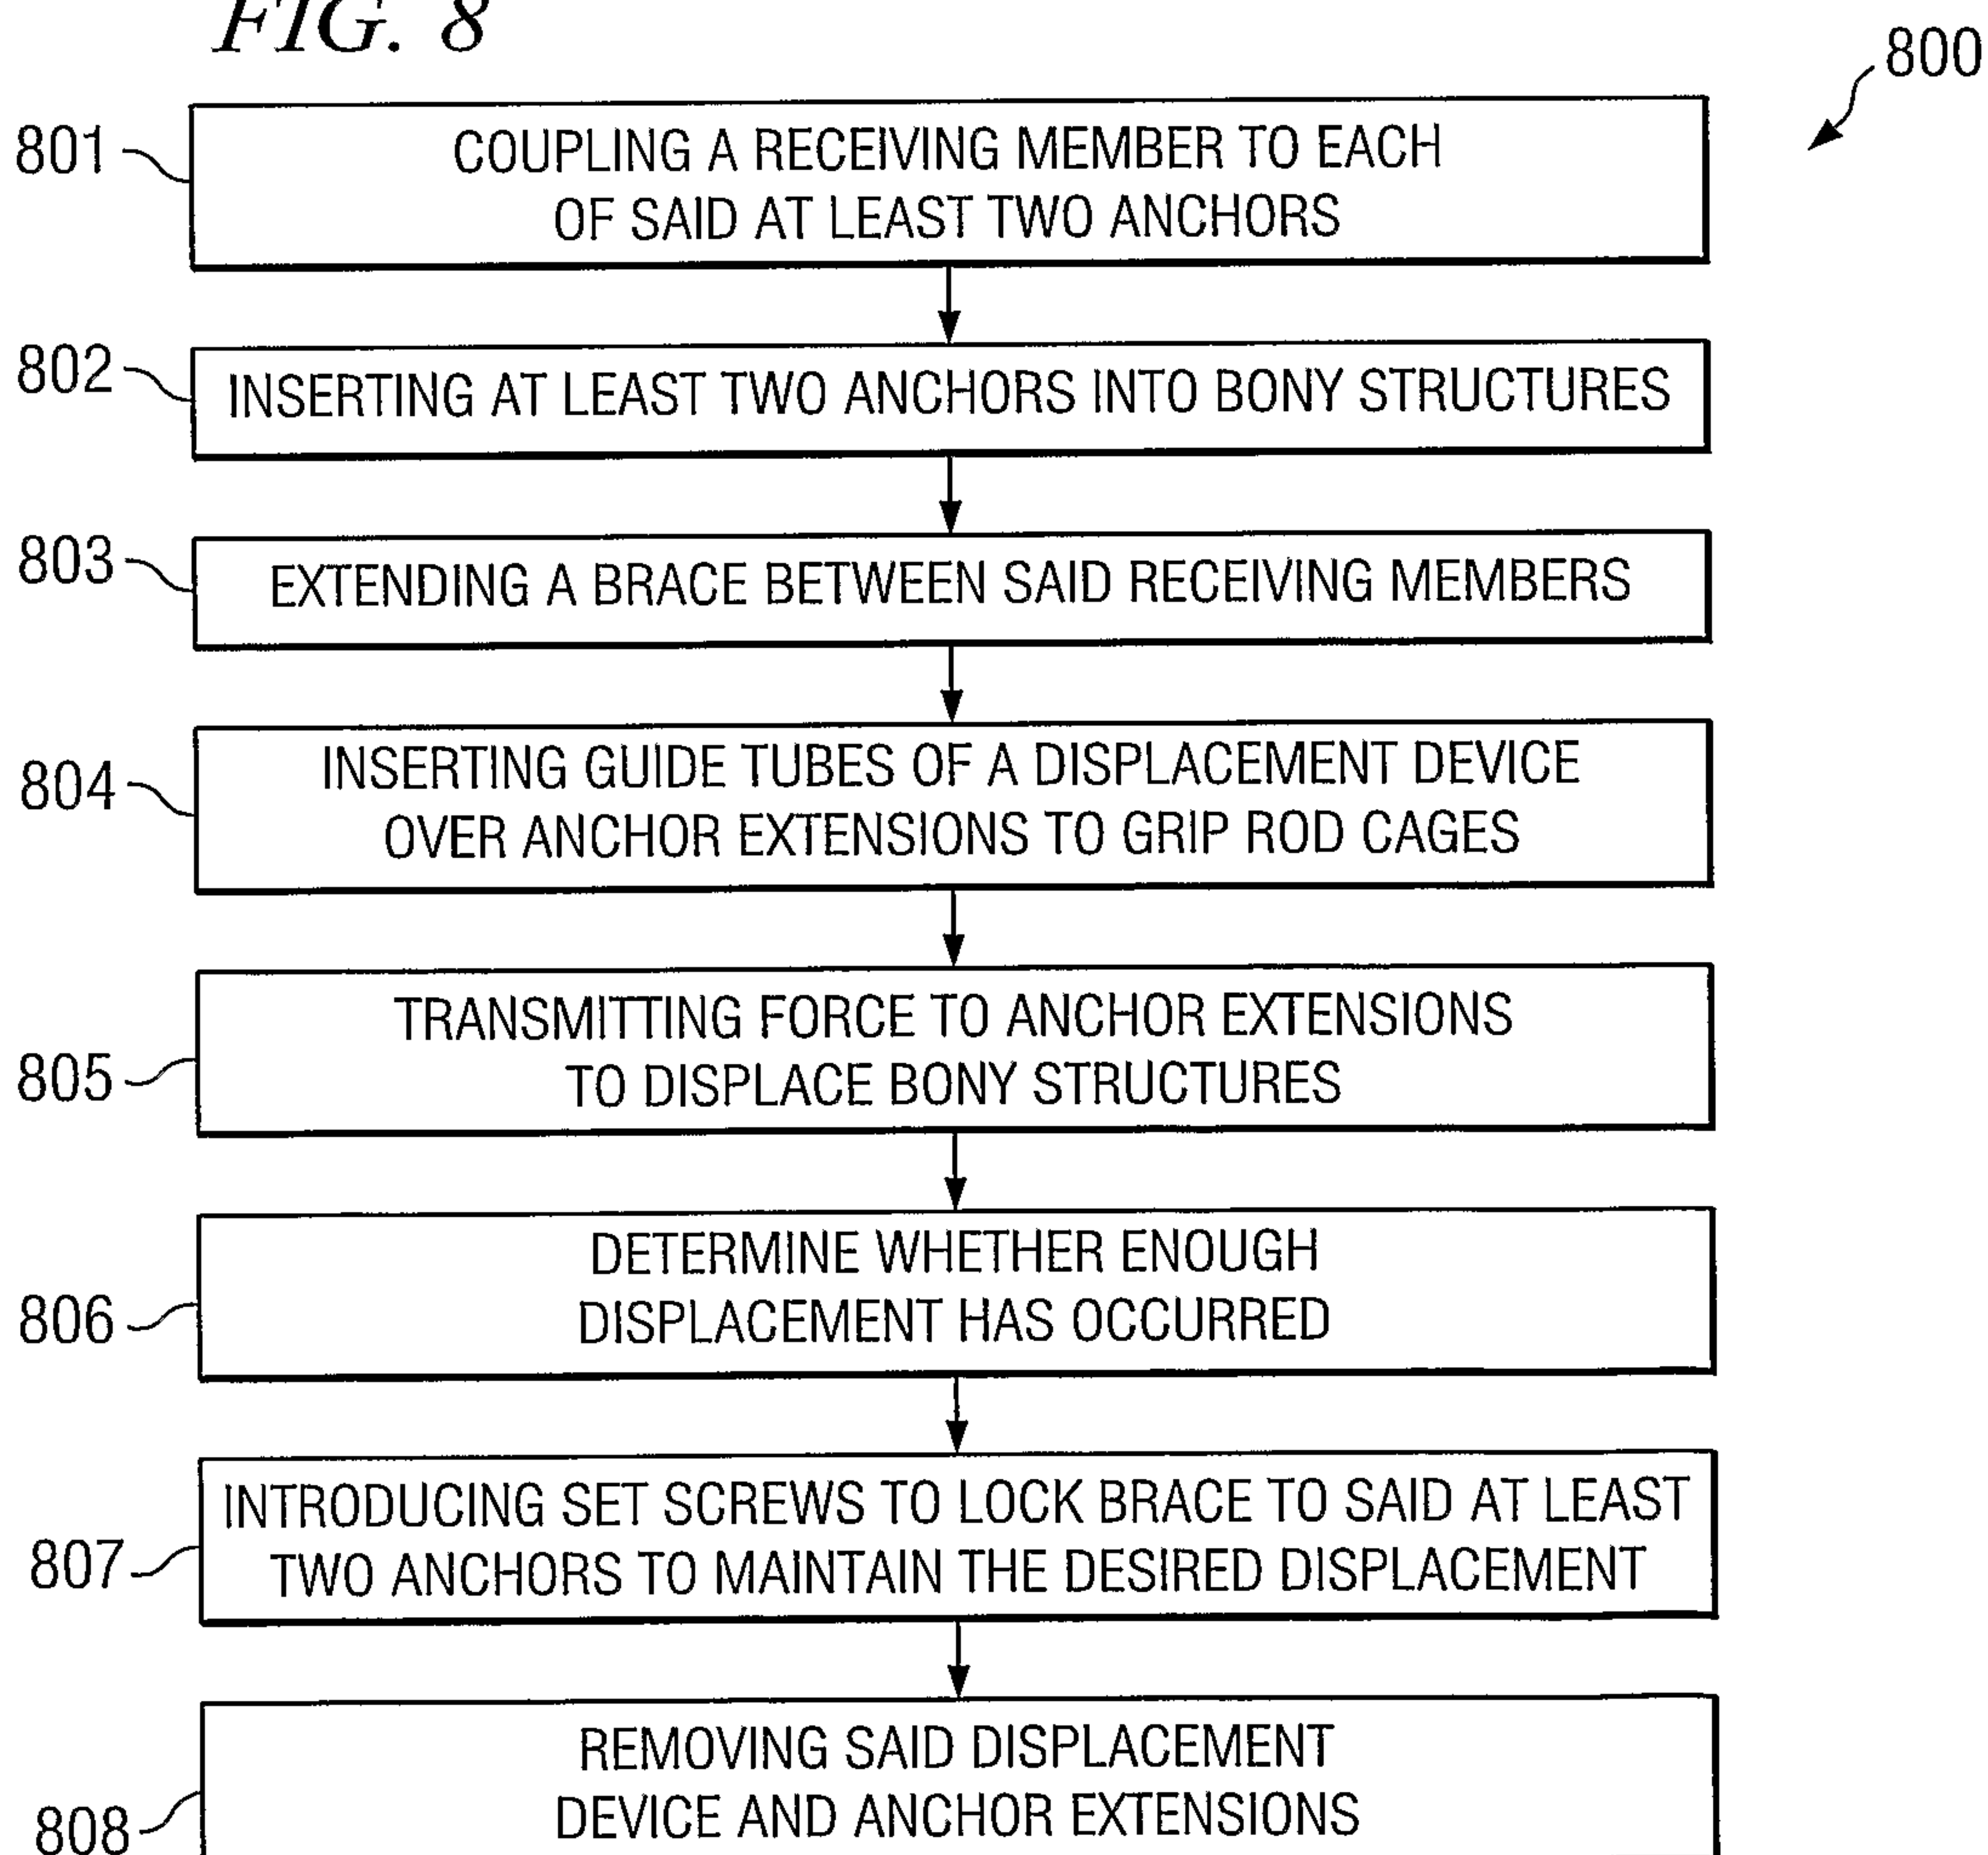 FIG. 8
800
801
COUPLING A RECEIVING MEMBER TO EACH
OF SAID AT LEAST TWO ANCHORS
802
INSERTING AT LEAST TWO ANCHORS INTO BONY STRUCTURES
803
EXTENDING A BRACE BETWEEN SAID RECEIVING MEMBERS
804
INSERTING GUIDE TUBES OF A DISPLACEMENT DEVICE
OVER ANCHOR EXTENSIONS TO GRIP ROD CAGES
805
TRANSMITTING FORCE TO ANCHOR EXTENSIONS
TO DISPLACE BONY STRUCTURES
806
DETERMINE WHETHER ENOUGH
DISPLACEMENT HAS OCCURRED
807
INTRODUCING SET SCREWS TO LOCK BRACE TO SAID AT LEAST
TWO ANCHORS TO MAINTAIN THE DESIRED DISPLACEMENT
808
REMOVING SAID DISPLACEMENT
DEVICE AND ANCHOR EXTENSIONS